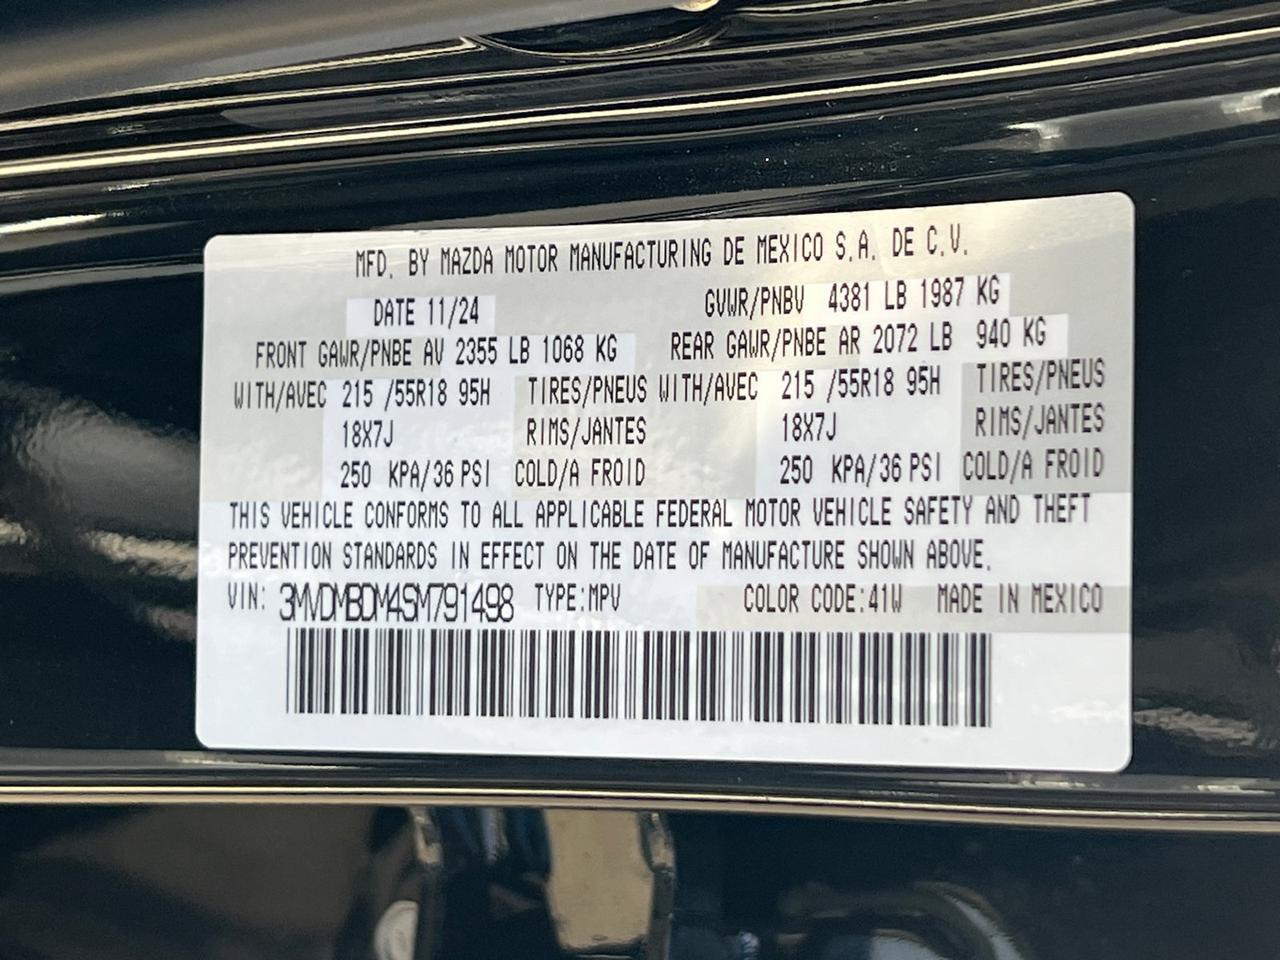 MFD. BY MAZDA MOTOR MANUFACTURING DE MEXICO S.A. DE C.V.
DATE 11/24 GVWR/PNBV 4381 LB 1987 KG
FRONT GAWR/PNBE AV 2355 LB 1068 KG REAR GAWR/PNBE AR 2072 LB 940 KG
WITH/AVEC 215 /55R18 95H TIRES/PNEUS WITH/AVEC 215 /55R18 95H TIRES/PNEUS
18X7J RIMS/JANTES 18X7J RIMS/JANTES
250 KPA/36 PSI COLD/A FROID 250 KPA/36 PSI COLD/A FROID
THIS VEHICLE CONFORMS TO ALL APPLICABLE FEDERAL MOTOR VEHICLE SAFETY AND THEFT
PREVENTION STANDARDS IN EFFECT ON THE DATE OF MANUFACTURE SHOWN ABOVE.
VIN: 3MVDMBDM4SM791498 TYPE:MPV COLOR CODE:41W MADE IN MEXICO